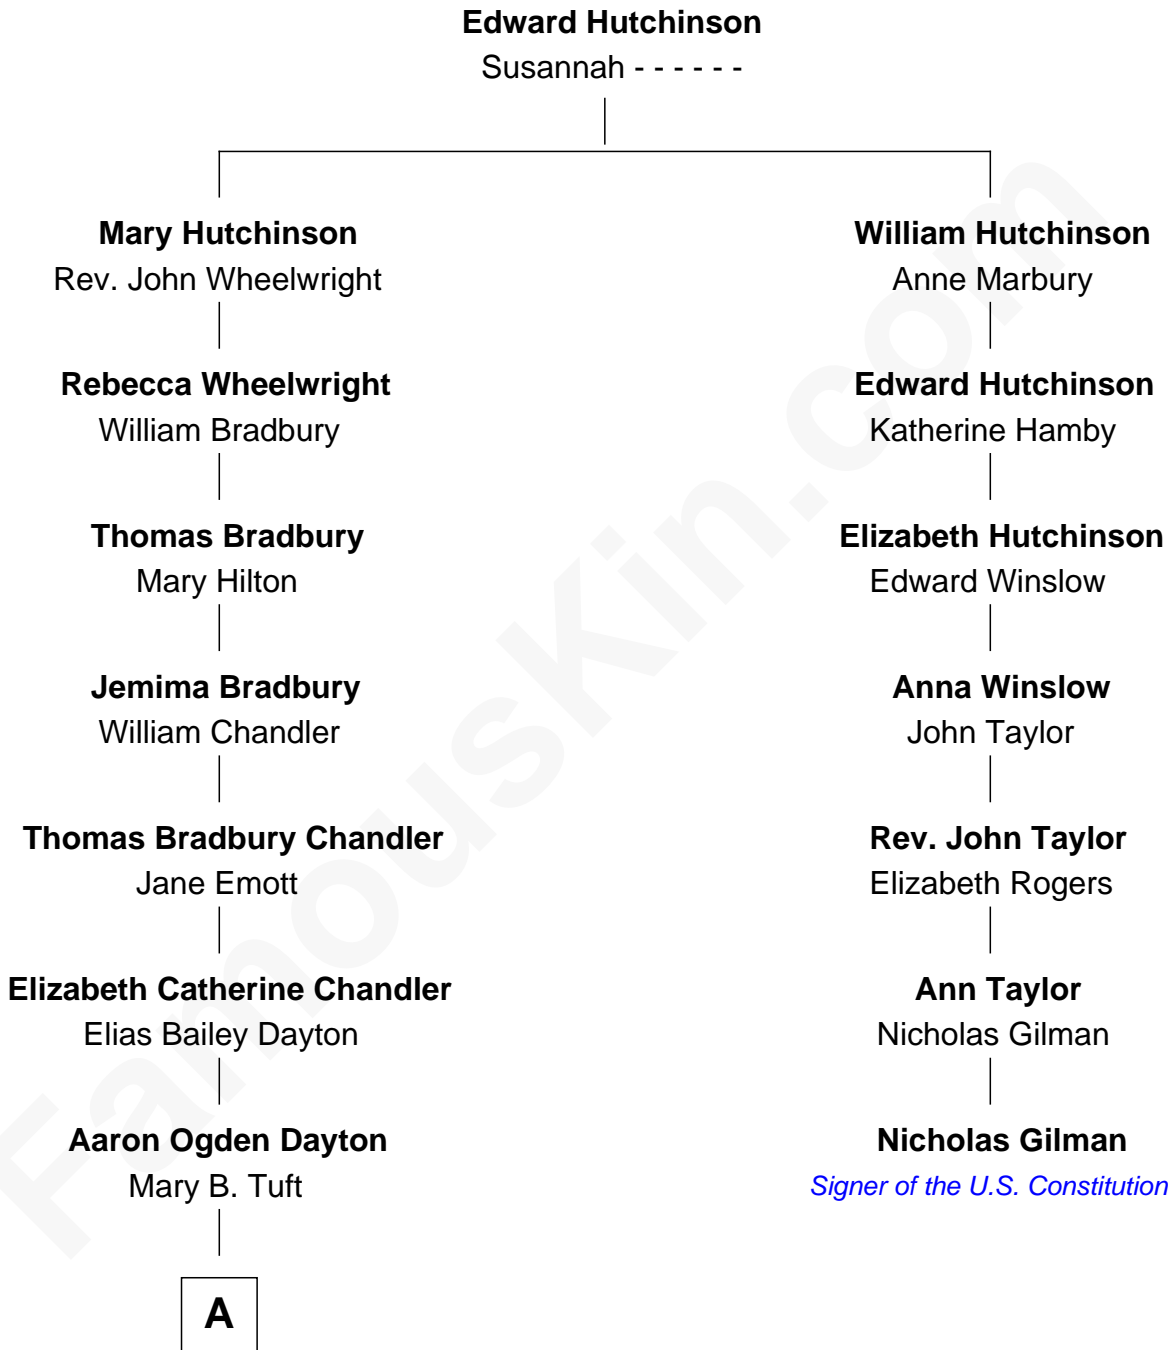 Edward Hutchinson
Susannah - - - - - -
Mary Hutchinson
Rev. John Wheelwright
William Hutchinson
Anne Marbury
Rebecca Wheelwright
William Bradbury
Edward Hutchinson
Katherine Hamby
Thomas Bradbury
Mary Hilton
Elizabeth Hutchinson
Edward Winslow
Jemima Bradbury
William Chandler
Anna Winslow
John Taylor
Thomas Bradbury Chandler
Jane Emott
Rev. John Taylor
Elizabeth Rogers
Elizabeth Catherine Chandler
Elias Bailey Dayton
Ann Taylor
Nicholas Gilman
Aaron Ogden Dayton
Mary B. Tuft
Nicholas Gilman
Signer of the U.S. Constitution
A
FamousKin.com